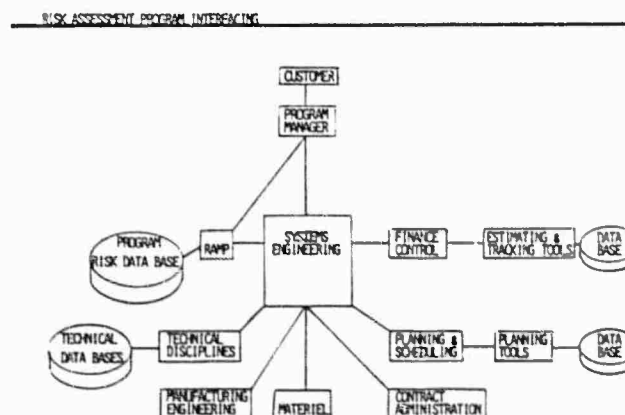 RISK ASSESSMENT PROGRAM INTERFACING
CUSTOMER
PROGRAM
MANAGER
PROGRAM
RISK DATA BASE
RAMP
SYSTEMS
ENGINEERING
FINANCE
CONTROL
ESTIMATING &
TRACKING TOOLS
DATA
BASE
TECHNICAL
DATA BASES
TECHNICAL
DISCIPLINES
PLANNING &
SCHEDULING
PLANNING
TOOLS
DATA
BASE
MANUFACTURING
ENGINEERING
MATERIEL
CONTRACT
ADMINISTRATION